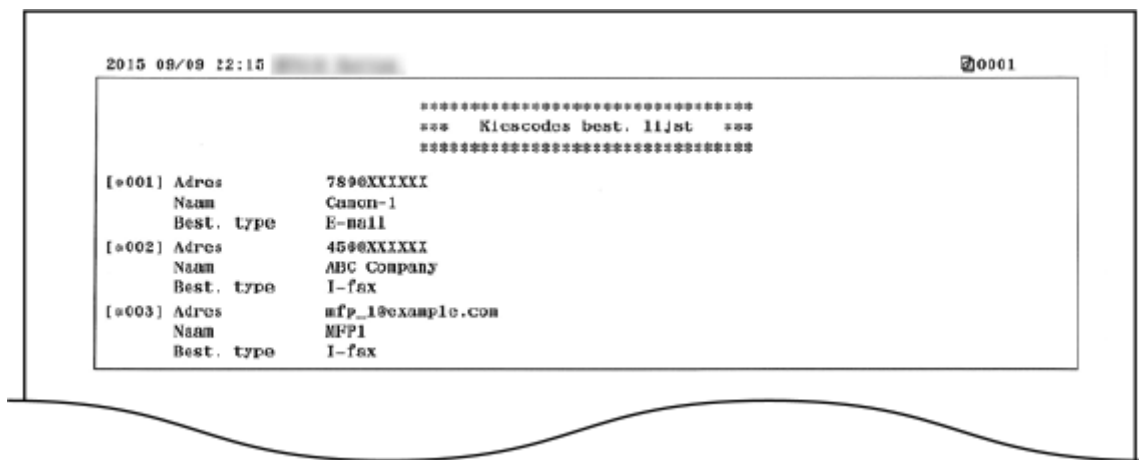 2015 09/09 22:15 0001
*********************************
*** Kiescodes best. lijst ***
*********************************
[*001] Adres 7890XXXXXX
Naam Canon-1
Best. type E-mail
[*002] Adres 4560XXXXXX
Naam ABC Company
Best. type I-fax
[*003] Adres mfp_1@example.com
Naam MFP1
Best. type I-fax